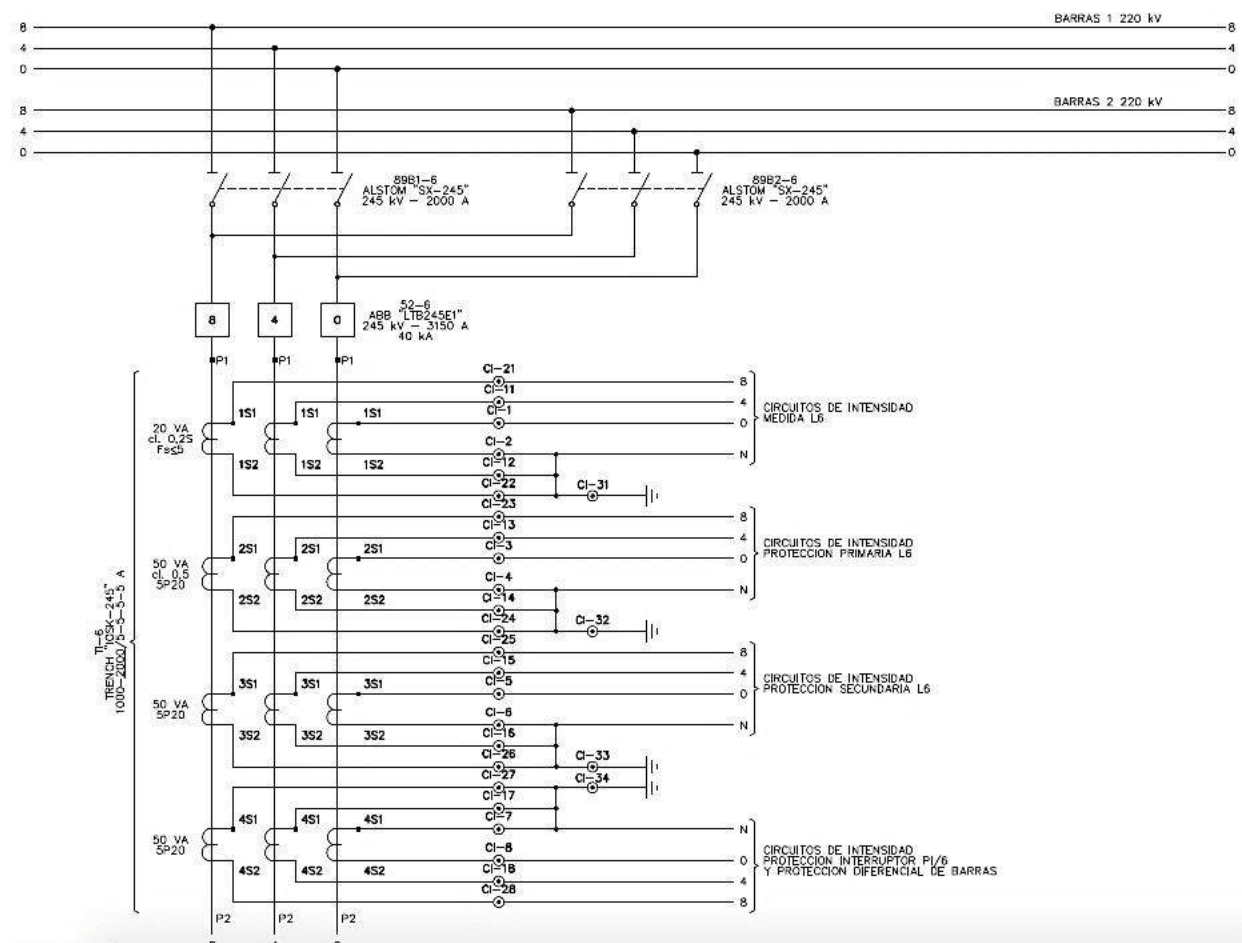 BARRAS 1 220 kV
8 8
4 4
0 0
BARRAS 2 220 kV
8 8
4 4
0 0
89B1-6
ALSTOM "SX-245"
245 kV - 2000 A
89B2-6
ALSTOM "SX-245"
245 kV - 2000 A
8 4 0
52-6
ABB "LTB245E1"
245 kV - 3150 A
40 kA
P1 P1 P1
TI-6
TRENCH "IOSK-245"
1000-2000/5-5-5-5 A
CI-21 8
CI-11 4
1S1 1S1 1S1 CI-1 0
20 VA
cl. 0,2S
Fs≤5
CIRCUITOS DE INTENSIDAD
MEDIDA L6
CI-2 N
1S2 1S2 1S2 CI-12
CI-22 CI-31
CI-23 8
CI-13 4
2S1 2S1 2S1 CI-3 0
50 VA
cl. 0,5
5P20
CIRCUITOS DE INTENSIDAD
PROTECCION PRIMARIA L6
CI-4 N
2S2 2S2 2S2 CI-14
CI-24 CI-32
CI-25 8
CI-15 4
3S1 3S1 3S1 CI-5 0
50 VA
5P20
CIRCUITOS DE INTENSIDAD
PROTECCION SECUNDARIA L6
CI-6 N
3S2 3S2 3S2 CI-16
CI-26 CI-33
CI-27 CI-34
CI-17
4S1 4S1 4S1 CI-7 N
50 VA
5P20
CIRCUITOS DE INTENSIDAD
PROTECCION INTERRUPTOR PI/6
Y PROTECCION DIFERENCIAL DE BARRAS
CI-8 0
4S2 4S2 4S2 CI-18 4
CI-28 8
P2 P2 P2